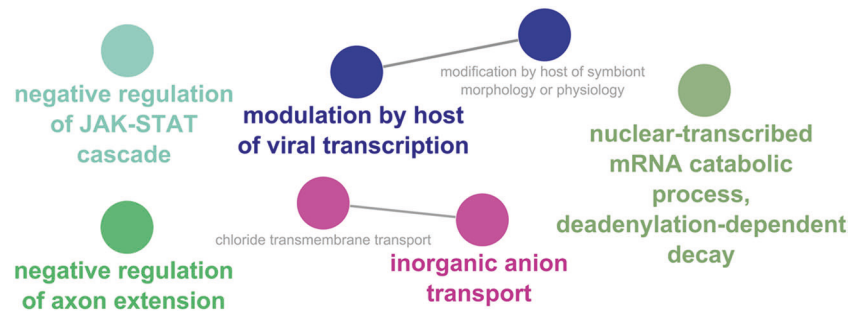 negative regulation
of JAK-STAT
cascade
modulation by host
of viral transcription
modification by host of symbiont
morphology or physiology
nuclear-transcribed
mRNA catabolic
process,
deadenylation-dependent
decay
negative regulation
of axon extension
chloride transmembrane transport
inorganic anion
transport